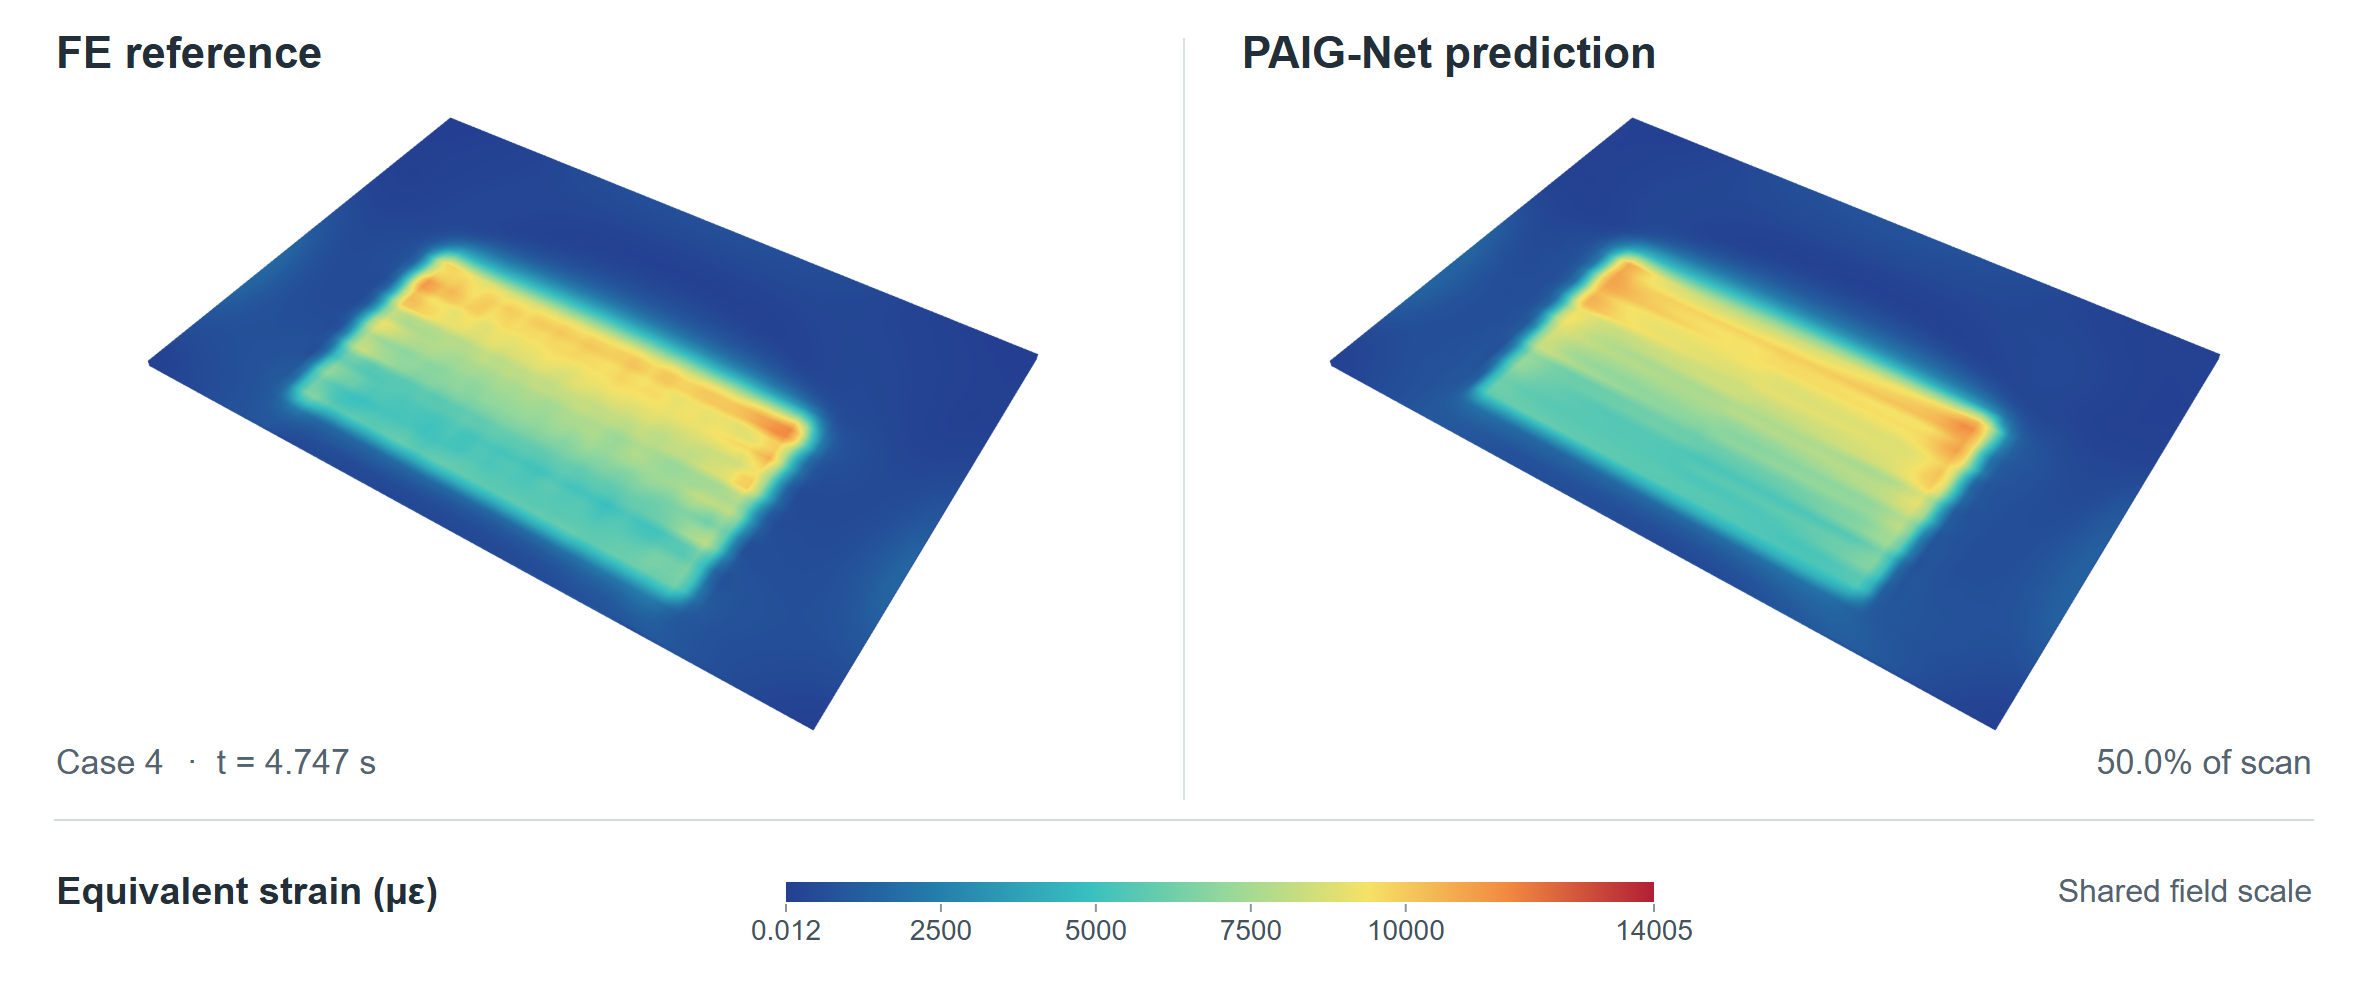 FE reference
PAIG-Net prediction
Case 4 · t = 4.747 s
50.0% of scan
Equivalent strain (με)
0.012 2500 5000 7500 10000 14005
Shared field scale